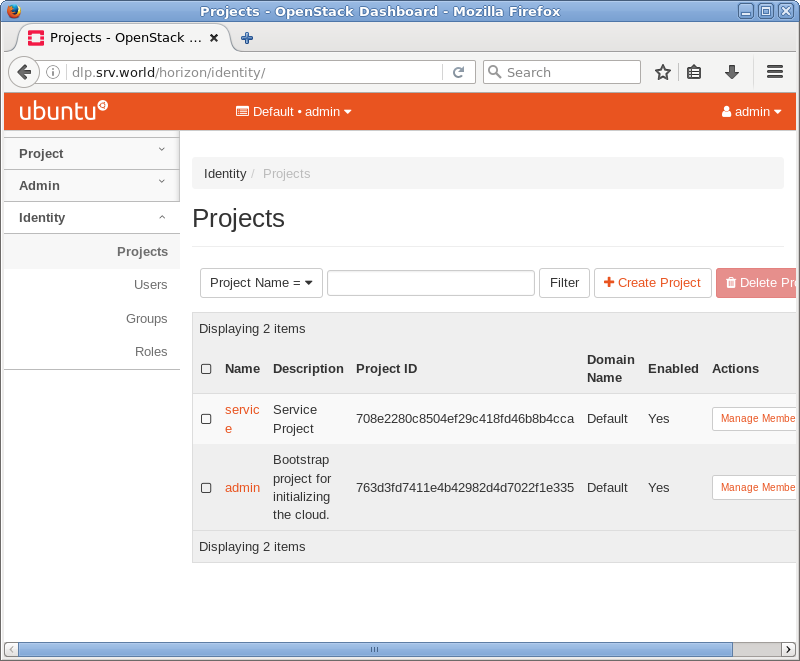 Projects - OpenStack Dashboard - Mozilla Firefox
Projects - OpenStack ...
dlp.srv.world/horizon/identity/
Search
ubuntu
Default • admin
admin
Project
Admin
Identity
Projects
Users
Groups
Roles
Identity / Projects
Projects
Project Name =
Filter
Create Project
Delete Pro
Displaying 2 items
Name Description Project ID Domain Name Enabled Actions
servic
e
Service
Project
708e2280c8504ef29c418fd46b8b4cca Default Yes Manage Membe
admin
Bootstrap
project for
initializing
the cloud.
763d3fd7411e4b42982d4d7022f1e335 Default Yes Manage Membe
Displaying 2 items